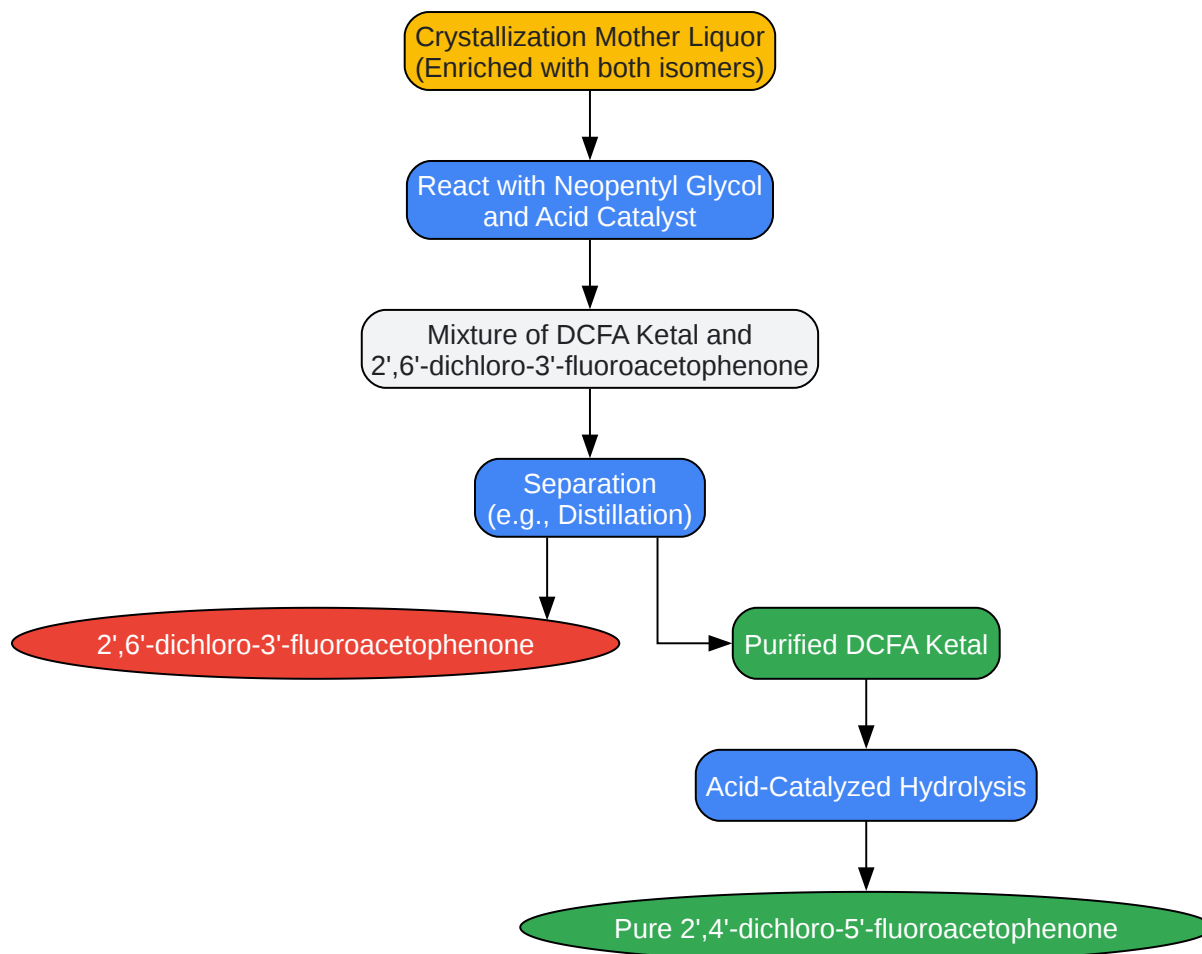 Crystallization Mother Liquor
(Enriched with both isomers)
React with Neopentyl Glycol
and Acid Catalyst
Mixture of DCFA Ketal and
2',6'-dichloro-3'-fluoroacetophenone
Separation
(e.g., Distillation)
2',6'-dichloro-3'-fluoroacetophenone
Purified DCFA Ketal
Acid-Catalyzed Hydrolysis
Pure 2',4'-dichloro-5'-fluoroacetophenone